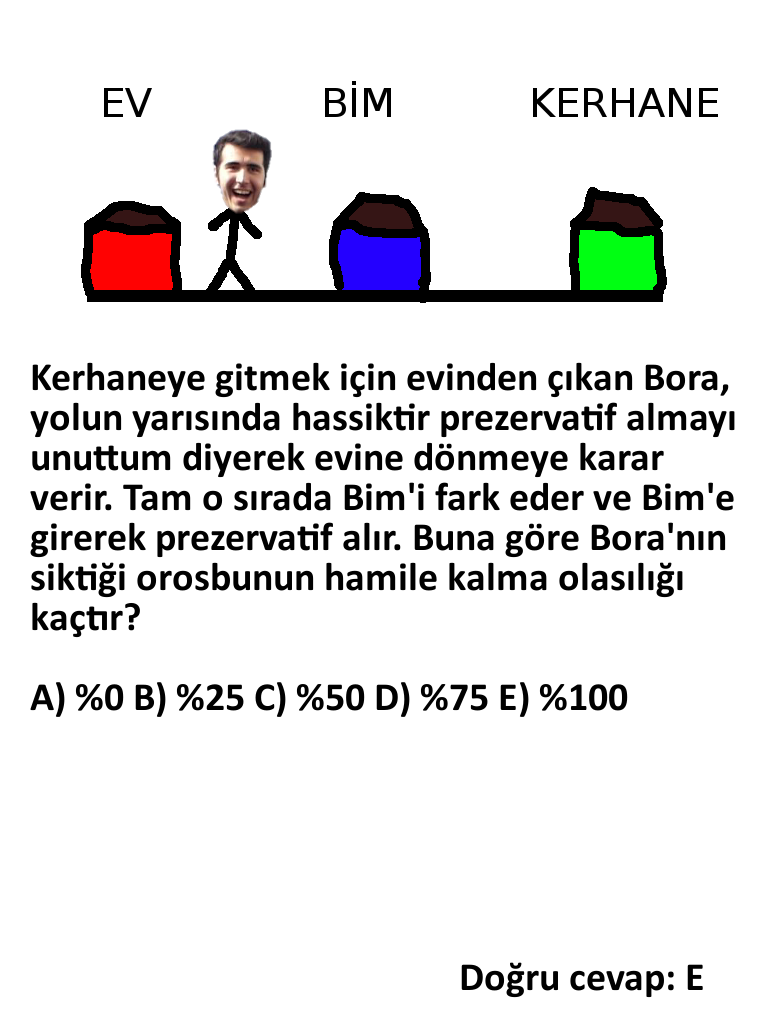 EV BİM KERHANE
Kerhaneye gitmek için evinden çıkan Bora,
yolun yarısında hassiktir prezervatif almayı
unuttum diyerek evine dönmeye karar
verir. Tam o sırada Bim'i fark eder ve Bim'e
girerek prezervatif alır. Buna göre Bora'nın
siktiği orosbunun hamile kalma olasılığı
kaçtır?
A) %0 B) %25 C) %50 D) %75 E) %100
Doğru cevap: E